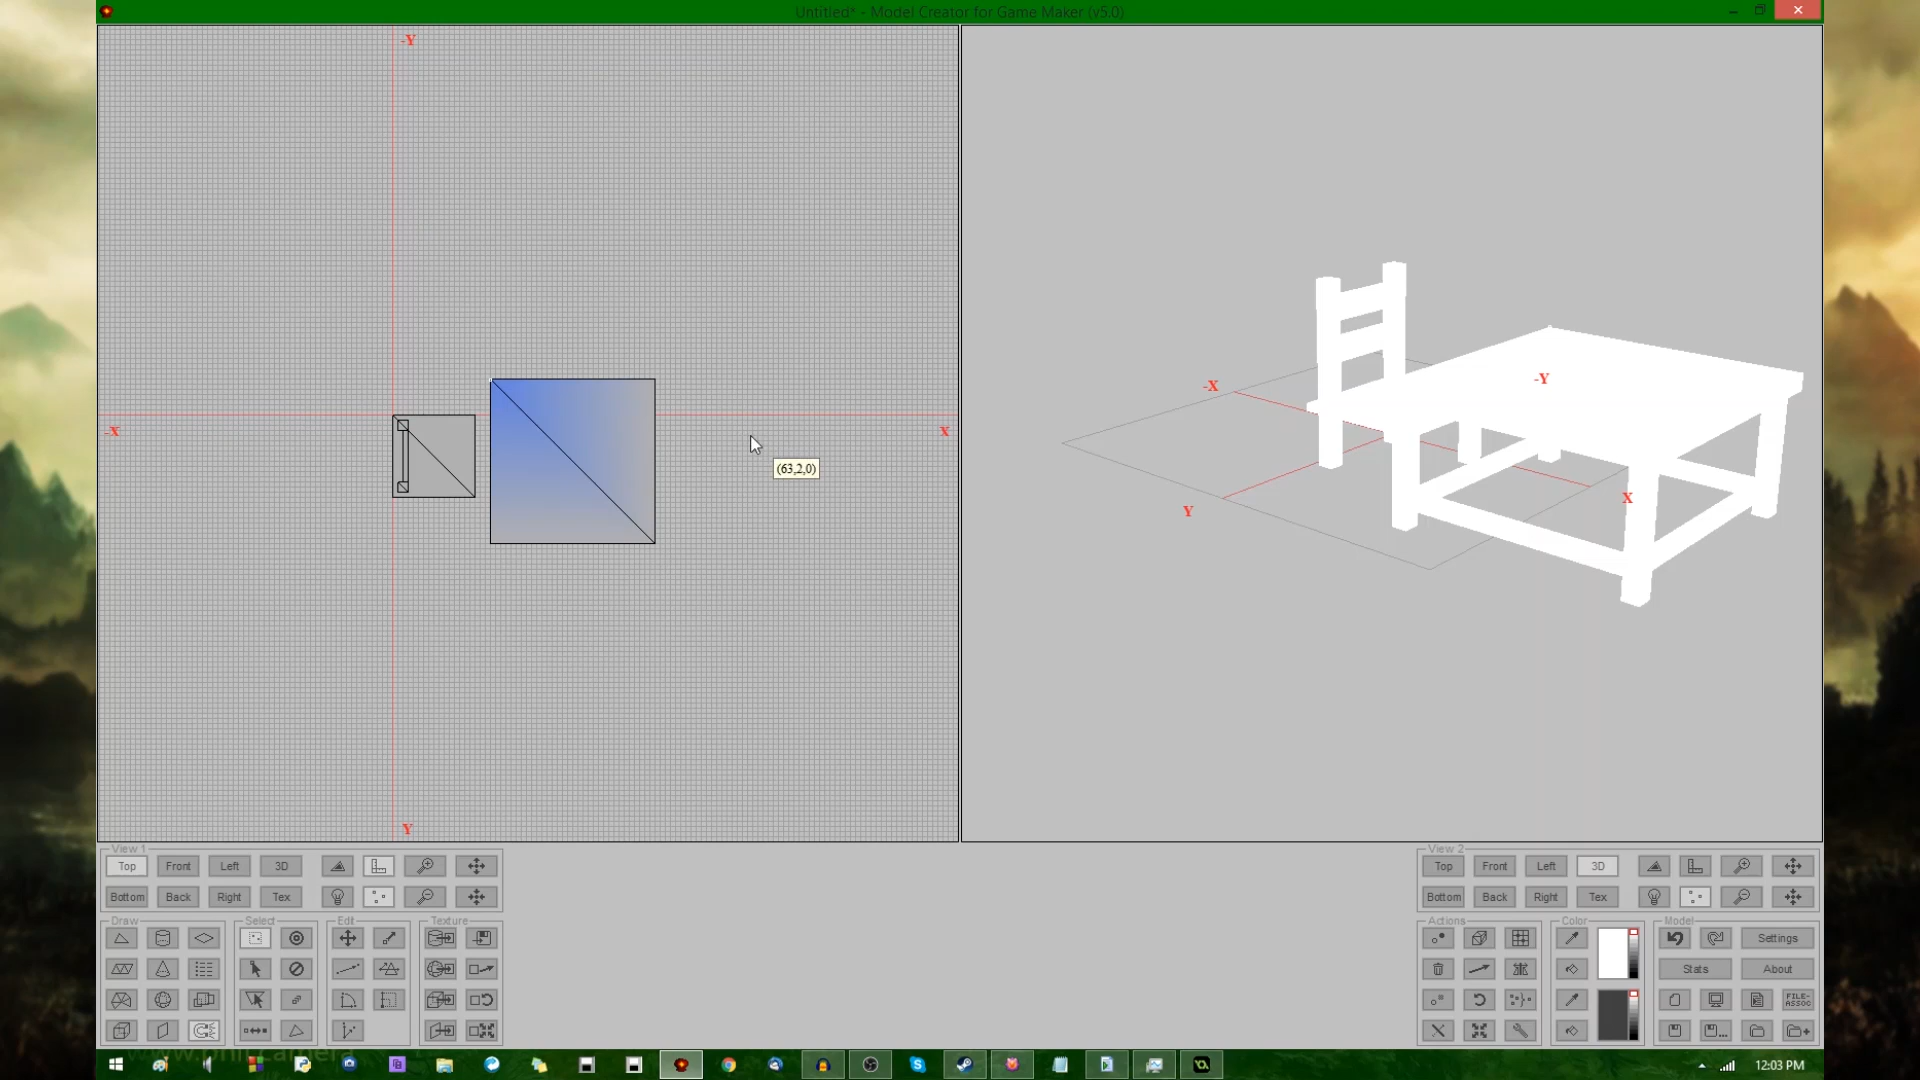 Untitled* - Model Creator for Game Maker (v5.0)
-Y
-X
X
(63,2,0)
Y
-X
-Y
X
Y
View 1
Top Front Left 3D
Bottom Back Right Tex
Draw Select Edit Texture
View 2
Top Front Left 3D
Bottom Back Right Tex
Actions Color Model
Settings
Stats About
FILE-
ASSOC
12:03 PM